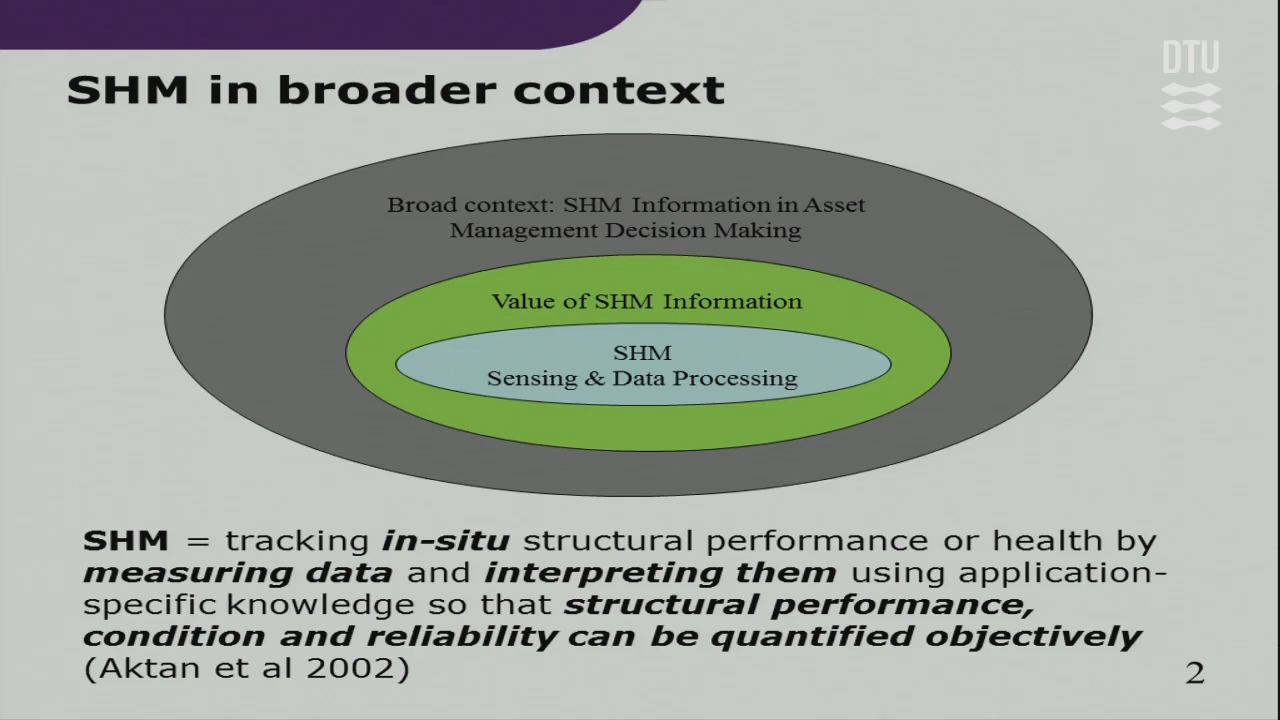 DTU
SHM in broader context
Broad context: SHM Information in Asset
Management Decision Making
Value of SHM Information
SHM
Sensing & Data Processing
SHM = tracking in-situ structural performance or health by
measuring data and interpreting them using application-
specific knowledge so that structural performance,
condition and reliability can be quantified objectively
(Aktan et al 2002)
2